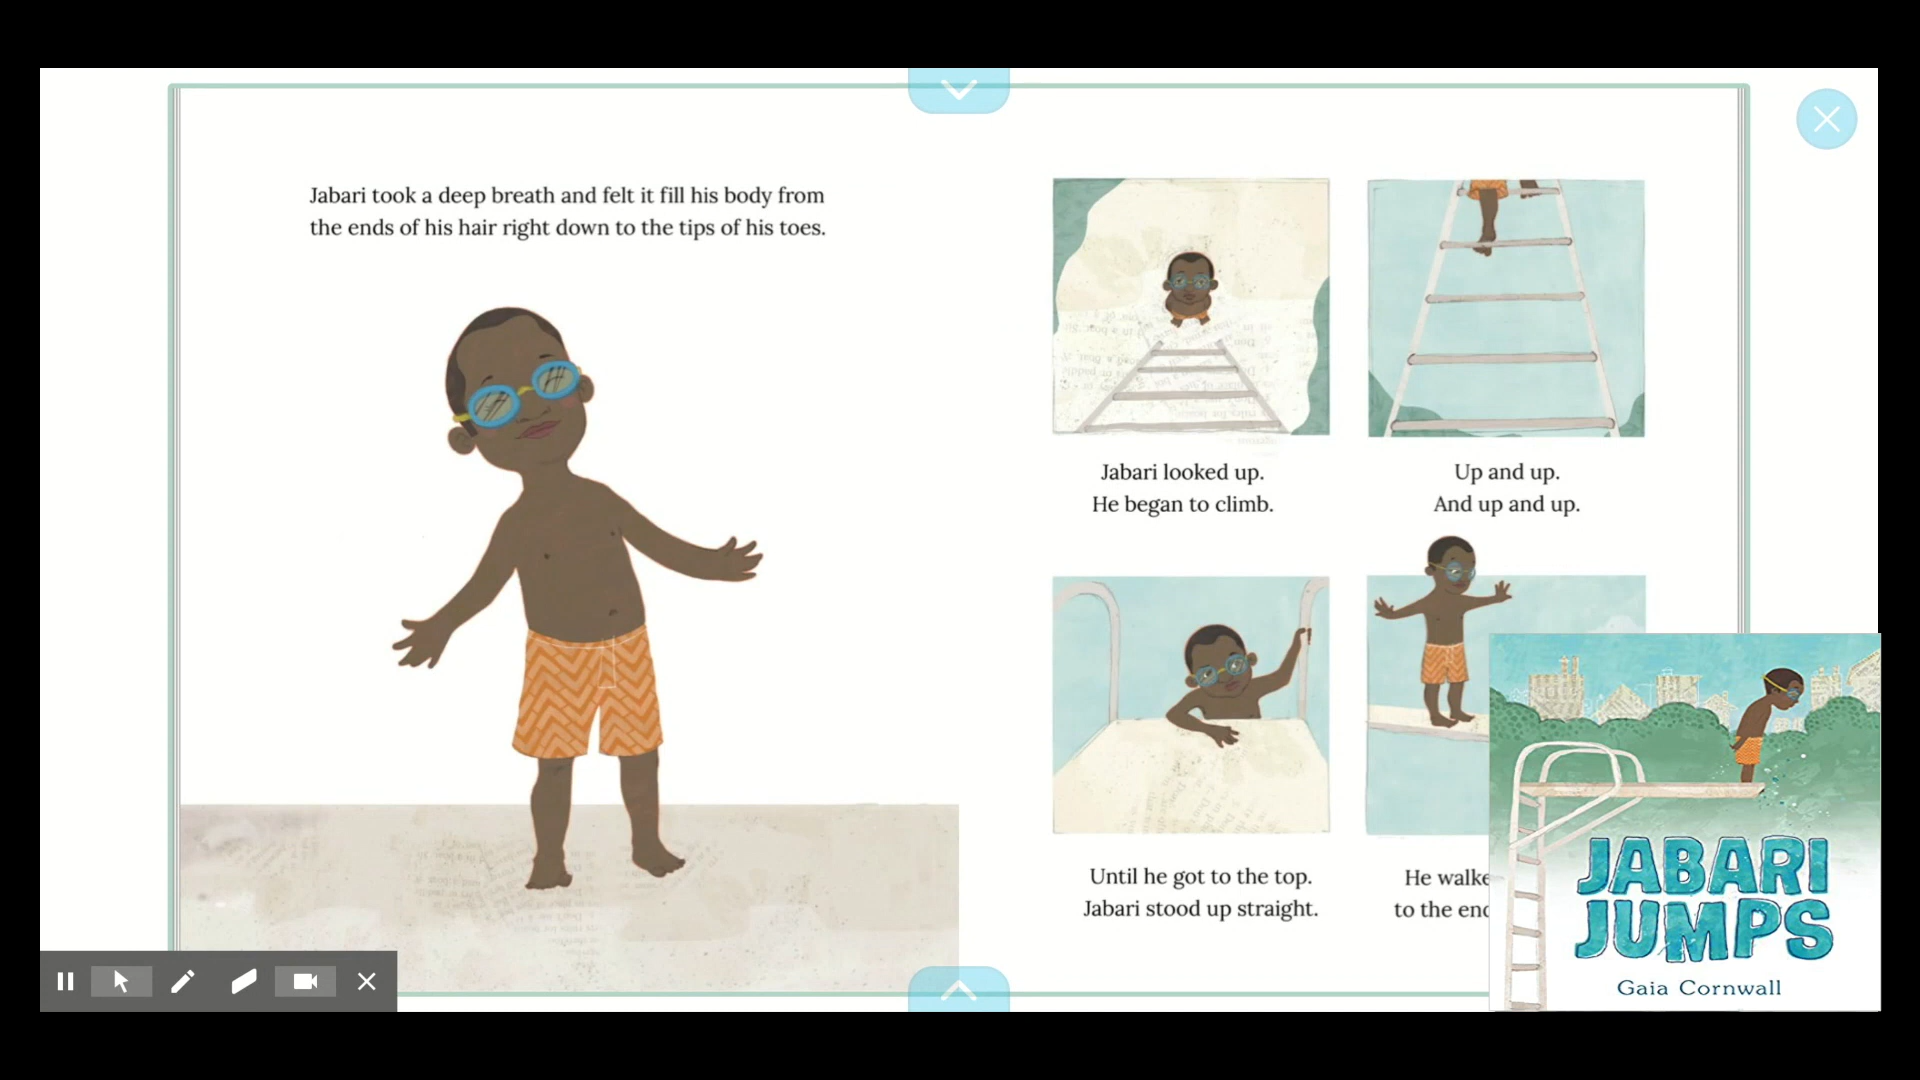 Jabari took a deep breath and felt it fill his body from
the ends of his hair right down to the tips of his toes.
Jabari looked up.
He began to climb.
Up and up.
And up and up.
Until he got to the top.
Jabari stood up straight.
He walke
to the end
JABARI
JUMPS
Gaia Cornwall